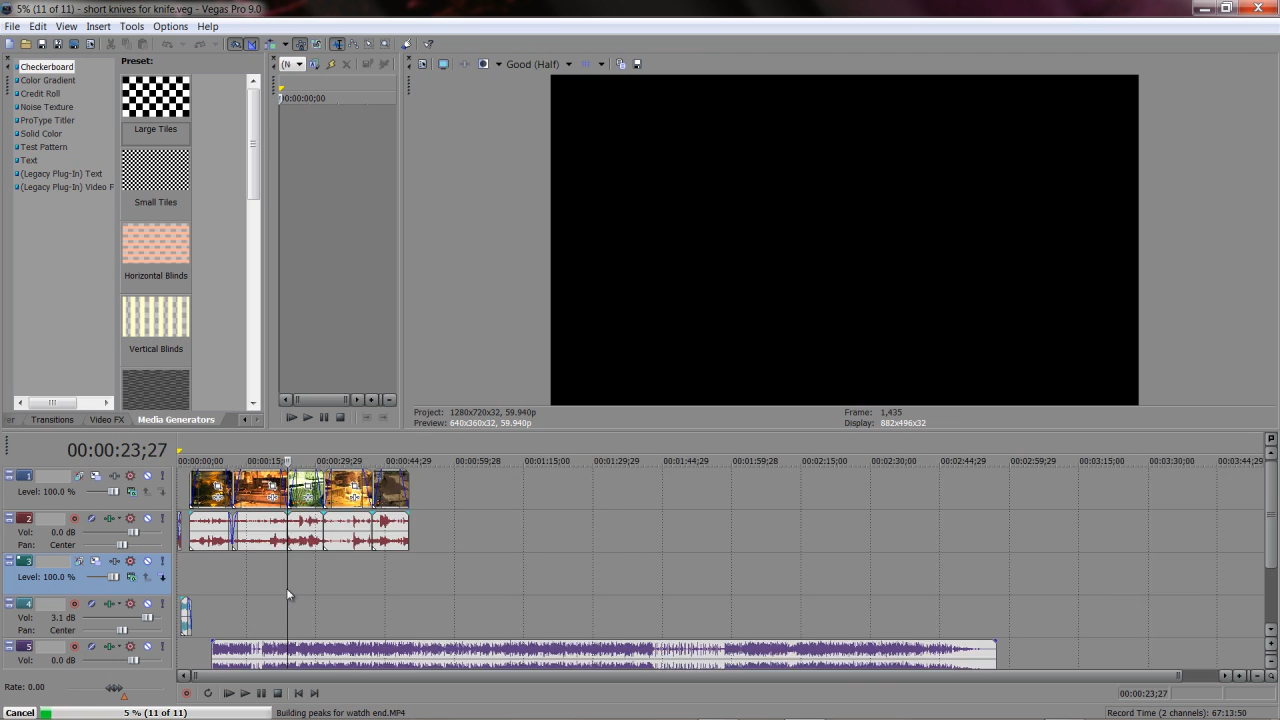 5% (11 of 11) - short knives for knife.veg - Vegas Pro 9.0
File Edit View Insert Tools Options Help
Checkerboard
Color Gradient
Credit Roll
Noise Texture
ProType Titler
Solid Color
Test Pattern
Text
(Legacy Plug-In) Text
(Legacy Plug-In) Video F
Preset:
Large Tiles
Small Tiles
Horizontal Blinds
Vertical Blinds
er Transitions Video FX Media Generators
(N
00:00:00;00
Good (Half)
Project: 1280x720x32, 59.940p
Preview: 640x360x32, 59.940p
Frame: 1,435
Display: 882x496x32
00:00:23;27
00:00:00;00 00:00:15; 00:00:29;29 00:00:44;29 00:00:59;28 00:01:15;00 00:01:29;29 00:01:44;29 00:01:59;28 00:02:15;00 00:02:29;29 00:02:44;29 00:02:59;29 00:03:15;00 00:03:30;00 00:03:44;29
1
Level: 100.0 %
2
Vol: 0.0 dB
Pan: Center
3
Level: 100.0 %
4
Vol: 3.1 dB
Pan: Center
5
Vol: 0.0 dB
Rate: 0.00
00:00:23;27
Cancel 5 % (11 of 11) Building peaks for watdh end.MP4 Record Time (2 channels): 67:13:50